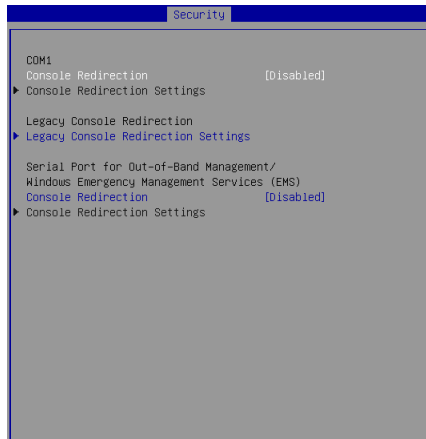 Security
COM1
Console Redirection [Disabled]
Console Redirection Settings
Legacy Console Redirection
Legacy Console Redirection Settings
Serial Port for Out-of-Band Management/
Windows Emergency Management Services (EMS)
Console Redirection [Disabled]
Console Redirection Settings